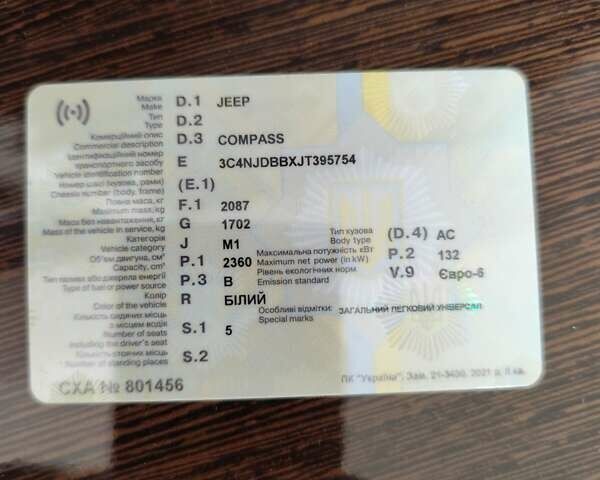 Марка
Make D.1 JEEP
Тип
Type D.2
Комерційний опис
Commercial description D.3 COMPASS
Ідентифікаційний номер
транспортного засобу E 3C4NJDBBXJT395754
Vehicle identification number
Номер шасі (кузова, рами) (E.1)
Chassis number (body, frame)
Повна маса, кг F.1 2087
Maximum mass, kg
Маса без навантаження, кг G 1702
Mass of the vehicle in service, kg
Категорія
Vehicle category J M1
Тип кузова
Body type (D.4) AC
Об'єм двигуна, см³ P.1 2360
Capacity, cm³
Максимальна потужність кВт
Maximum net power (in kW) P.2 132
Тип палива або джерела енергії P.3 B
Type of fuel or power source
Рівень екологічних норм
Emission standard V.9 Євро-6
Колір
Color of the vehicle R БІЛИЙ
Особливі відмітки: ЗАГАЛЬНИЙ ЛЕГКОВИЙ УНІВЕРСАЛ
Special marks
Кількість сидячих місць
з місцем водія S.1 5
Number of seats
including the driver's seat
Кількість стоячих місць S.2
Number of standing places
СХА № 801456
ПК "Україна", Зам. 21-3430, 2021 р. II кв.